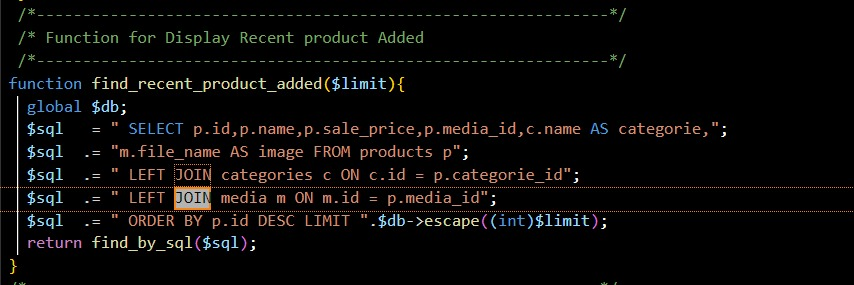 /*--------------------------------------------------------------*/
/* Function for Display Recent product Added
/*--------------------------------------------------------------*/
function find_recent_product_added($limit){
global $db;
$sql   = " SELECT p.id,p.name,p.sale_price,p.media_id,c.name AS categorie,";
$sql  .= "m.file_name AS image FROM products p";
$sql  .= " LEFT JOIN categories c ON c.id = p.categorie_id";
$sql  .= " LEFT JOIN media m ON m.id = p.media_id";
$sql  .= " ORDER BY p.id DESC LIMIT ".$db->escape((int)$limit);
return find_by_sql($sql);
}